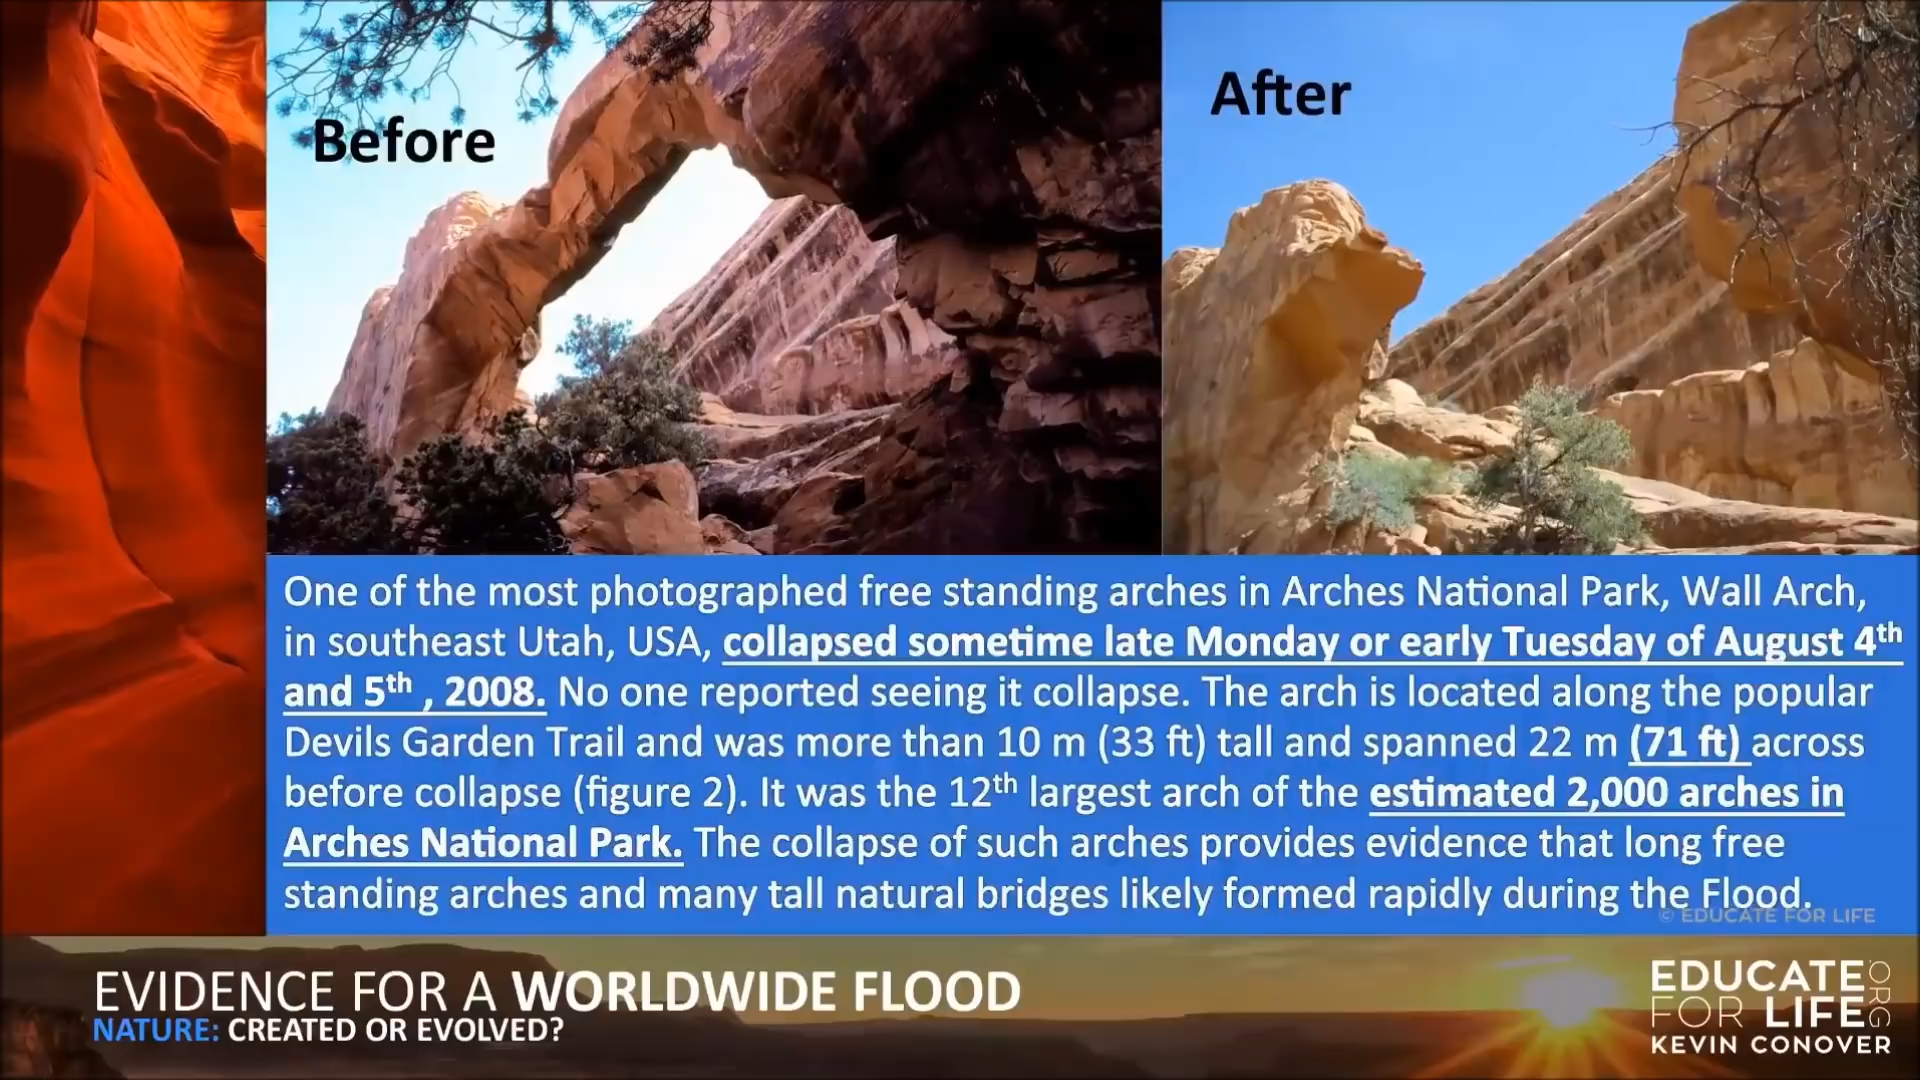 Before
After
One of the most photographed free standing arches in Arches National Park, Wall Arch,
in southeast Utah, USA, collapsed sometime late Monday or early Tuesday of August 4th
and 5th , 2008. No one reported seeing it collapse. The arch is located along the popular
Devils Garden Trail and was more than 10 m (33 ft) tall and spanned 22 m (71 ft) across
before collapse (figure 2). It was the 12th largest arch of the estimated 2,000 arches in
Arches National Park. The collapse of such arches provides evidence that long free
standing arches and many tall natural bridges likely formed rapidly during the Flood.
© EDUCATE FOR LIFE
EVIDENCE FOR A WORLDWIDE FLOOD
NATURE: CREATED OR EVOLVED?
EDUCATE
FOR LIFE
.ORG
KEVIN CONOVER